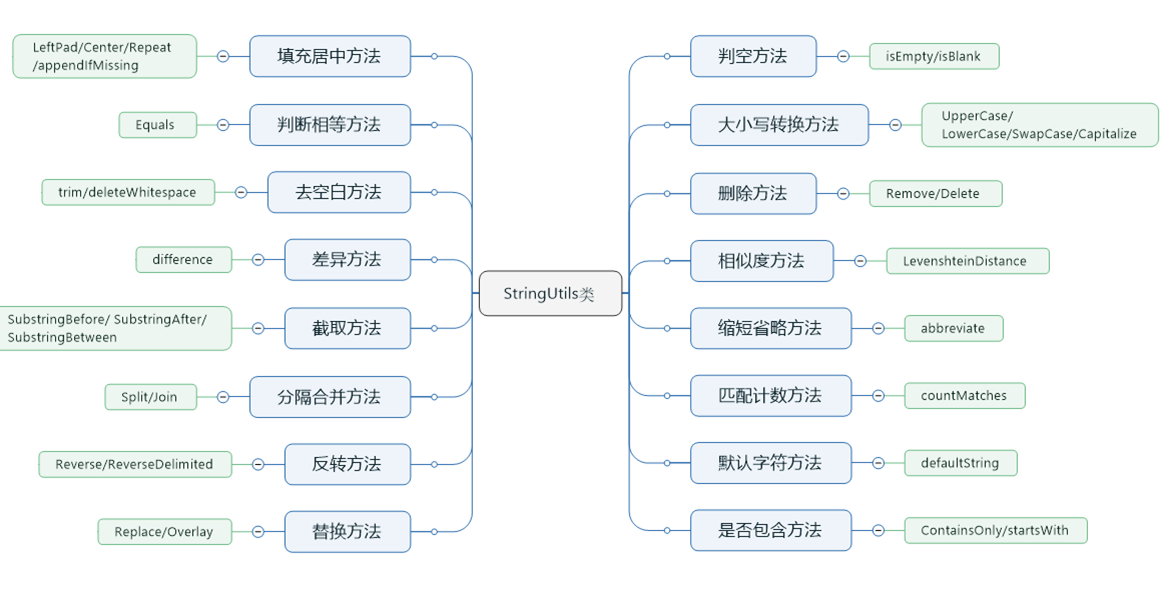 StringUtils类
填充居中方法
LeftPad/Center/Repeat
/appendIfMissing
判断相等方法
Equals
去空白方法
trim/deleteWhitespace
差异方法
difference
截取方法
SubstringBefore/ SubstringAfter/
SubstringBetween
分隔合并方法
Split/Join
反转方法
Reverse/ReverseDelimited
替换方法
Replace/Overlay
判空方法
isEmpty/isBlank
大小写转换方法
UpperCase/
LowerCase/SwapCase/Capitalize
删除方法
Remove/Delete
相似度方法
LevenshteinDistance
缩短省略方法
abbreviate
匹配计数方法
countMatches
默认字符方法
defaultString
是否包含方法
ContainsOnly/startsWith